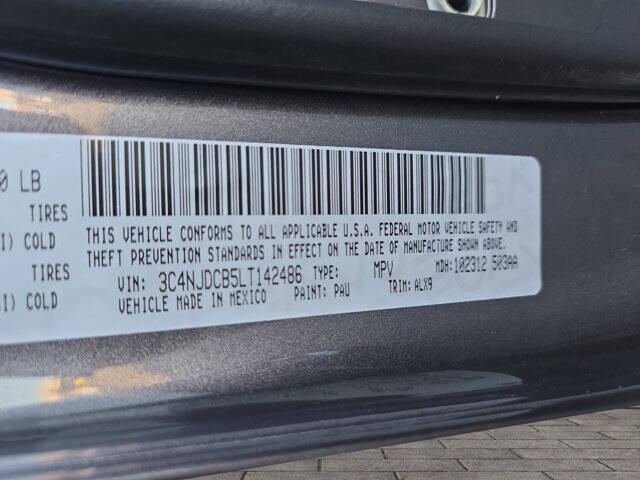 0 LB
TIRES
I) COLD
TIRES
SI) COLD
THIS VEHICLE CONFORMS TO ALL APPLICABLE U.S.A. FEDERAL MOTOR VEHICLE SAFETY AND
THEFT PREVENTION STANDARDS IN EFFECT ON THE DATE OF MANUFACTURE SHOWN ABOVE.
VIN: 3C4NJDCB5LT142486 TYPE: MPV MDH: 102312 503AA
VEHICLE MADE IN MEXICO PAINT: PAU TRIM: ALX9